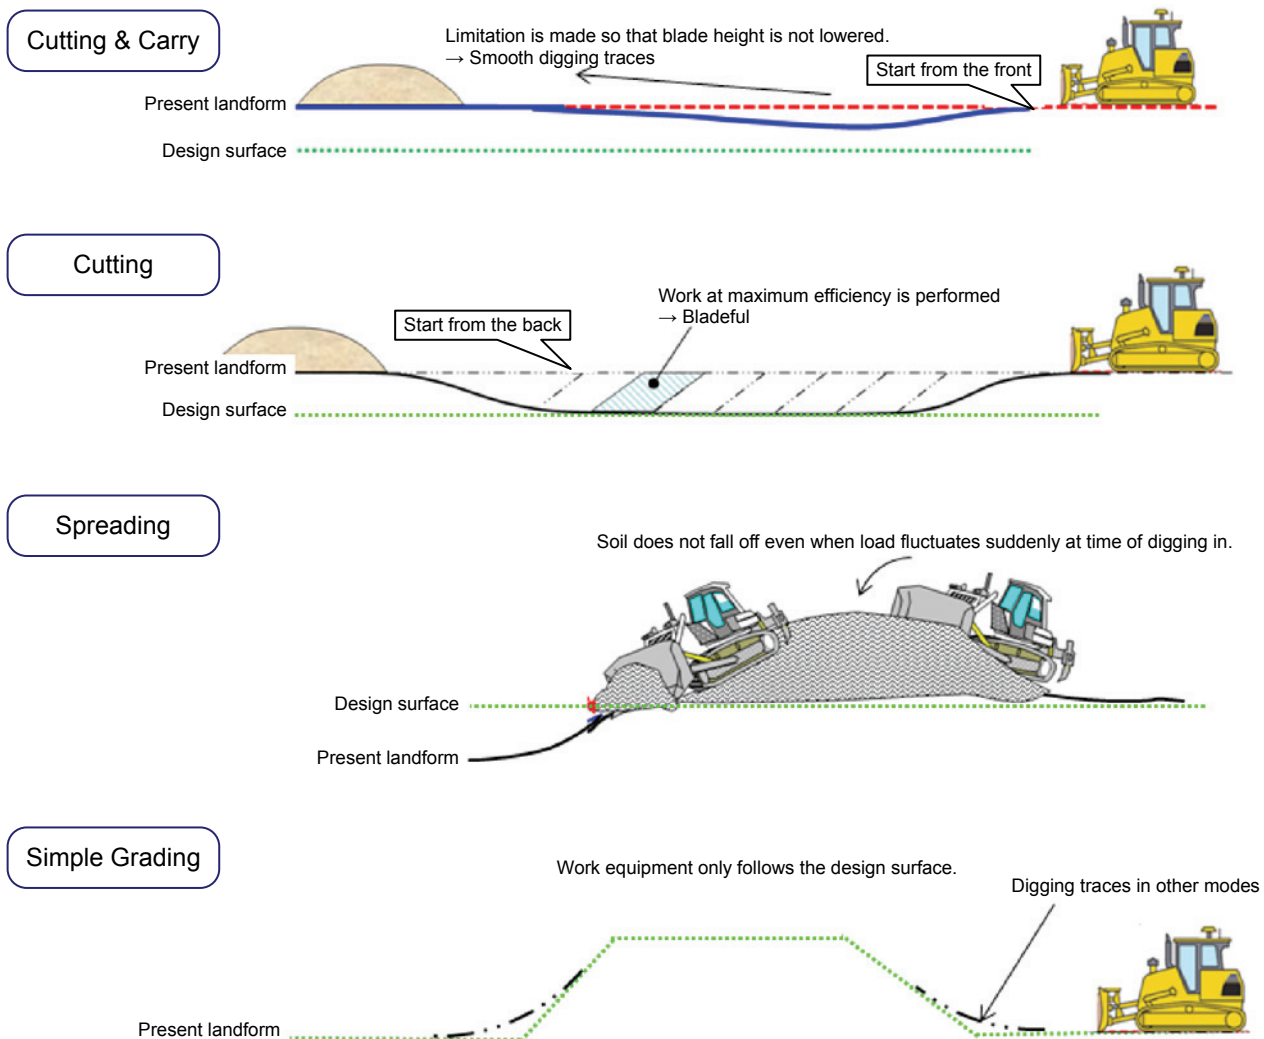 Cutting & Carry
Limitation is made so that blade height is not lowered.
→ Smooth digging traces
Start from the front
Present landform
Design surface
Cutting
Work at maximum efficiency is performed
→ Bladeful
Start from the back
Present landform
Design surface
Spreading
Soil does not fall off even when load fluctuates suddenly at time of digging in.
Design surface
Present landform
Simple Grading
Work equipment only follows the design surface.
Digging traces in other modes
Present landform